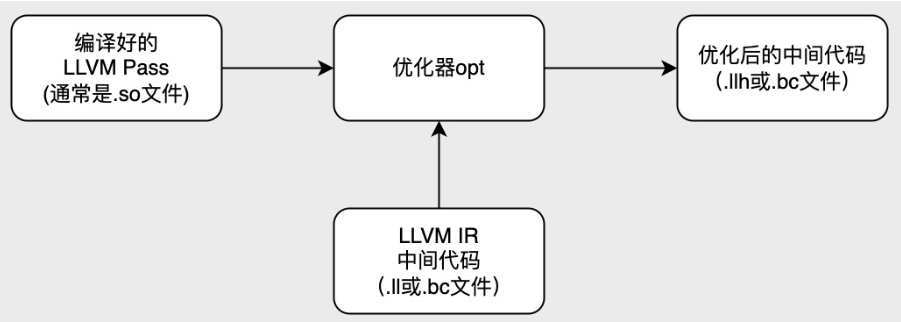 编译好的
LLVM Pass
(通常是.so文件)
优化器opt
优化后的中间代码
（.llh或.bc文件）
LLVM IR
中间代码
（.ll或.bc文件）